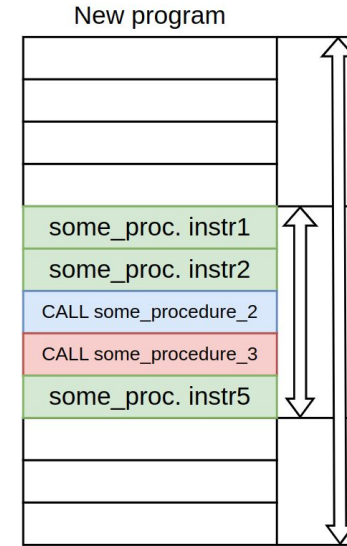 New program
some_proc. instr1
some_proc. instr2
CALL some_procedure_2
CALL some_procedure_3
some_proc. instr5